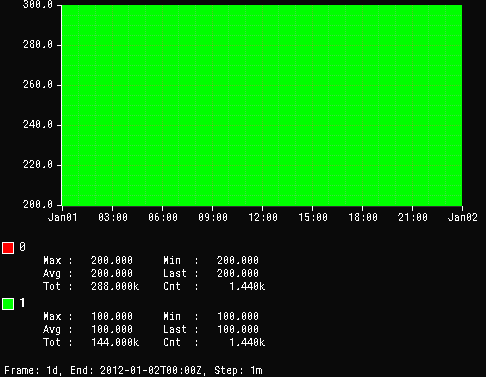 300.0
280.0
260.0
240.0
220.0
200.0
Jan01 03:00 06:00 09:00 12:00 15:00 18:00 21:00 Jan02
0
Max : 200.000 Min : 200.000
Avg : 200.000 Last : 200.000
Tot : 288.000k Cnt : 1.440k
1
Max : 100.000 Min : 100.000
Avg : 100.000 Last : 100.000
Tot : 144.000k Cnt : 1.440k
Frame: 1d, End: 2012-01-02T00:00Z, Step: 1m